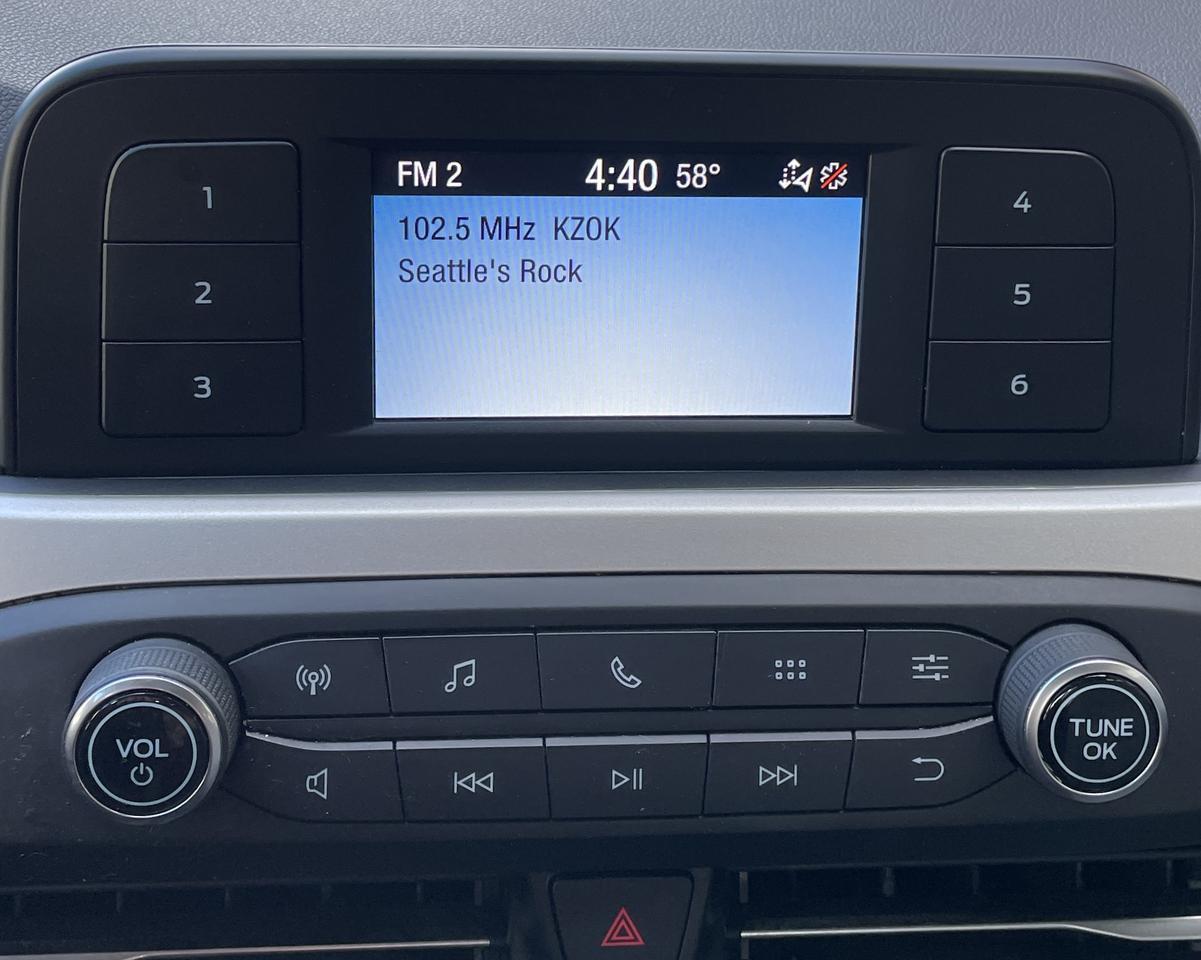 FM 2 4:40 58°
102.5 MHz KZOK
Seattle's Rock
1
2
3
4
5
6
VOL
TUNE
OK